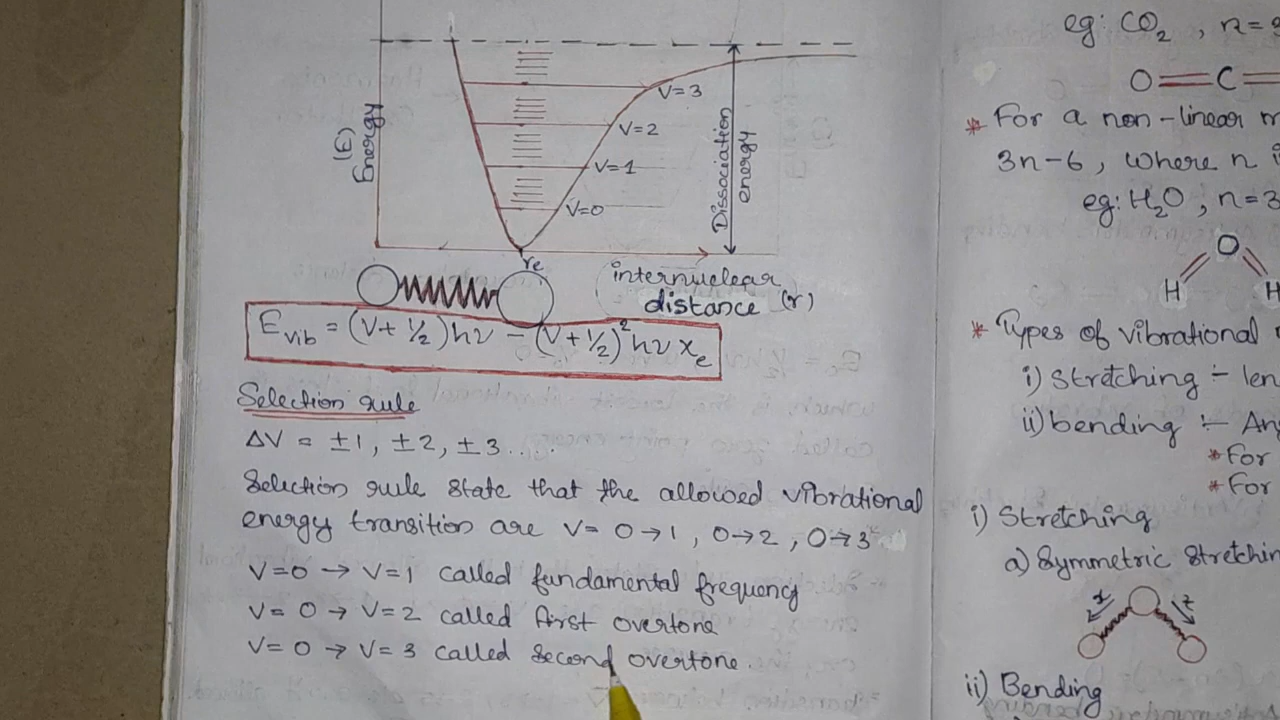 V=3
V=2
V=1
V=0
Energy
(E)
Dissociation
energy
re
internuclear
distance (r)
Evib = (V+ 1/2)hν - (V+1/2)² hν xe
Selection rule
ΔV = ±1, ±2, ±3....
Selection rule state that the allowed vibrational
energy transition are V= 0→1, 0→2, 0→3
V=0 → V=1 called fundamental frequency
V= 0 → V=2 called first overtone
V= 0 → V= 3 called second overtone.
eg: CO₂ , n=
O=C=
* For a non-linear
3n-6, where n
eg: H₂O , n=3
O
H H
* Types of vibrational
i) stretching :-
ii) bending :-
* For
* For
i) Stretching
a) Symmetric
ii) Bending